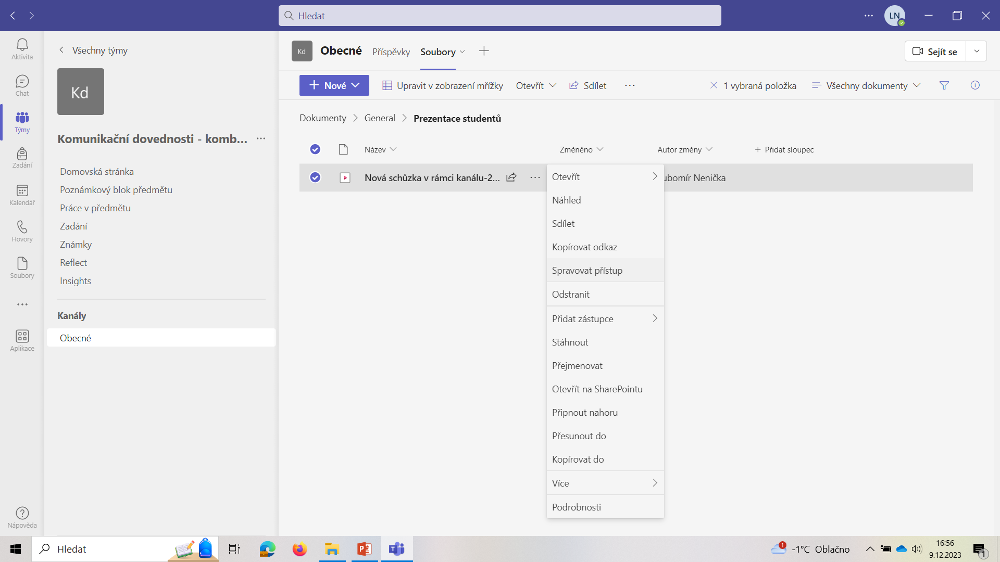 Hledat
LN
Aktivita
Chat
Týmy
Zadání
Kalendář
Hovory
Soubory
Aplikace
Nápověda
Všechny týmy
Kd
Komunikační dovednosti - komb...
Domovská stránka
Poznámkový blok předmětu
Práce v předmětu
Zadání
Známky
Reflect
Insights
Kanály
Obecné
Kd Obecné Příspěvky Soubory
Sejít se
Nové Upravit v zobrazení mřížky Otevřít Sdílet ... 1 vybraná položka Všechny dokumenty
Dokumenty > General > Prezentace studentů
Název Změněno Autor změny + Přidat sloupec
Nová schůzka v rámci kanálu-2... ubomír Nenička
Otevřít
Náhled
Sdílet
Kopírovat odkaz
Spravovat přístup
Odstranit
Přidat zástupce
Stáhnout
Přejmenovat
Otevřít na SharePointu
Připnout nahoru
Přesunout do
Kopírovat do
Více
Podrobnosti
Hledat
1 -1°C Oblačno
16:56
9.12.2023
1